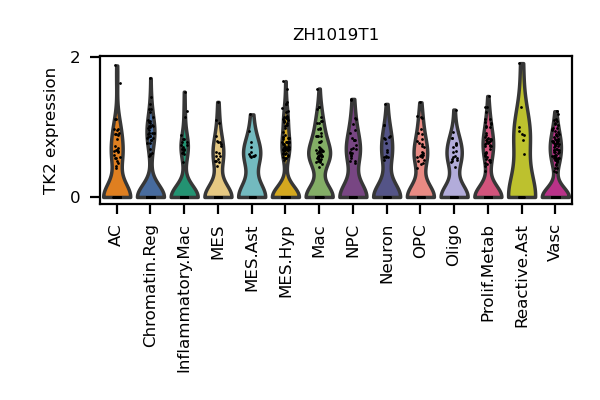 ZH1019T1
TK2 expression
2
0
AC
Chromatin.Reg
Inflammatory.Mac
MES
MES.Ast
MES.Hyp
Mac
NPC
Neuron
OPC
Oligo
Prolif.Metab
Reactive.Ast
Vasc